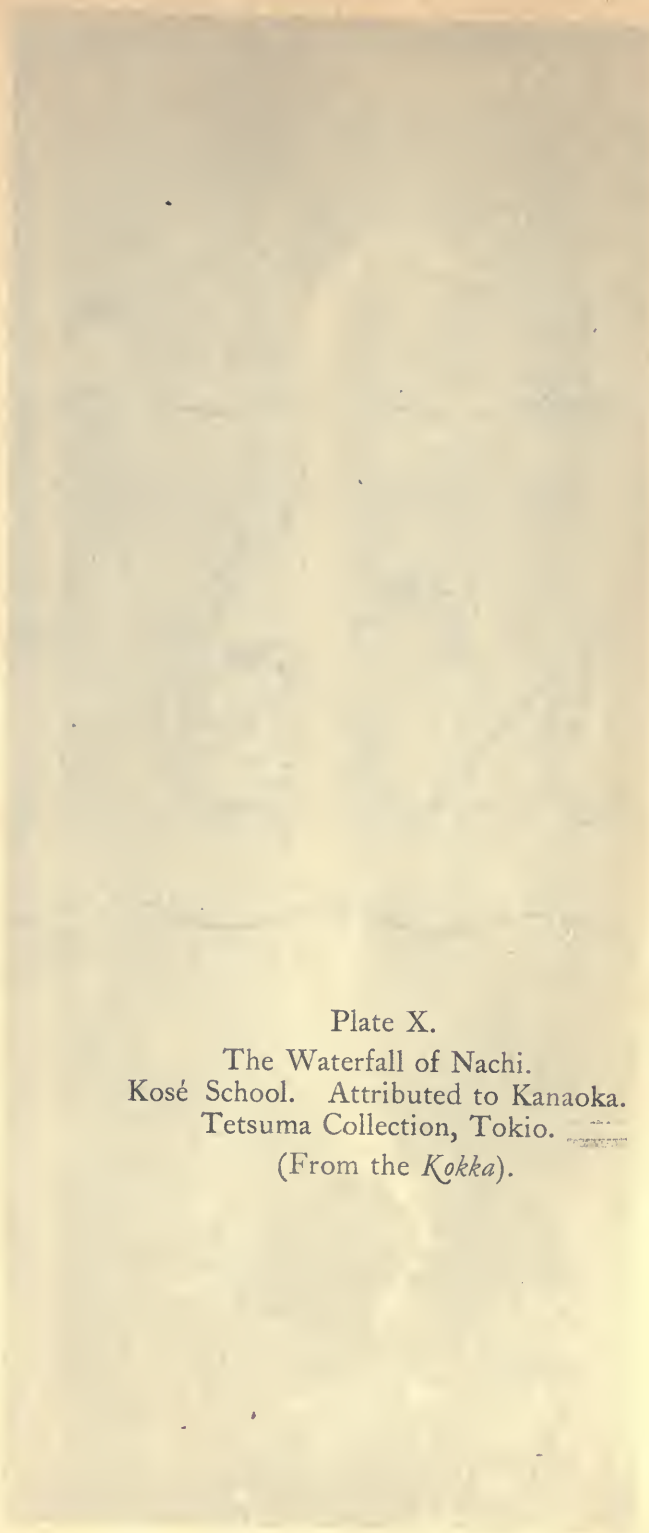 Plate X.
The Waterfall of Nachi.
Kosé School. Attributed to Kanaoka.
Tetsuma Collection, Tokio.
(From the Kokka).